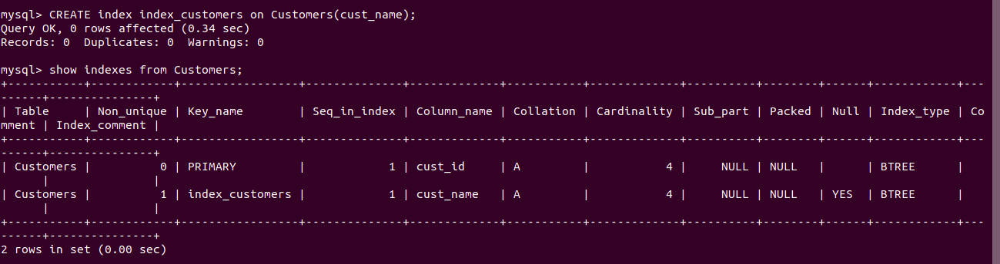 mysql> CREATE index index_customers on Customers(cust_name);
Query OK, 0 rows affected (0.34 sec)
Records: 0  Duplicates: 0  Warnings: 0

mysql> show indexes from Customers;
+-----------+------------+-----------------+--------------+-------------+-----------+-------------+----------+--------+------+------------+---
------+---------------+
| Table     | Non_unique | Key_name        | Seq_in_index | Column_name | Collation | Cardinality | Sub_part | Packed | Null | Index_type | Co
mment | Index_comment |
+-----------+------------+-----------------+--------------+-------------+-----------+-------------+----------+--------+------+------------+---
------+---------------+
| Customers |          0 | PRIMARY         |            1 | cust_id     | A         |           4 |     NULL | NULL   |      | BTREE      |
      |               |
| Customers |          1 | index_customers |            1 | cust_name   | A         |           4 |     NULL | NULL   | YES  | BTREE      |
      |               |
+-----------+------------+-----------------+--------------+-------------+-----------+-------------+----------+--------+------+------------+---
------+---------------+
2 rows in set (0.00 sec)